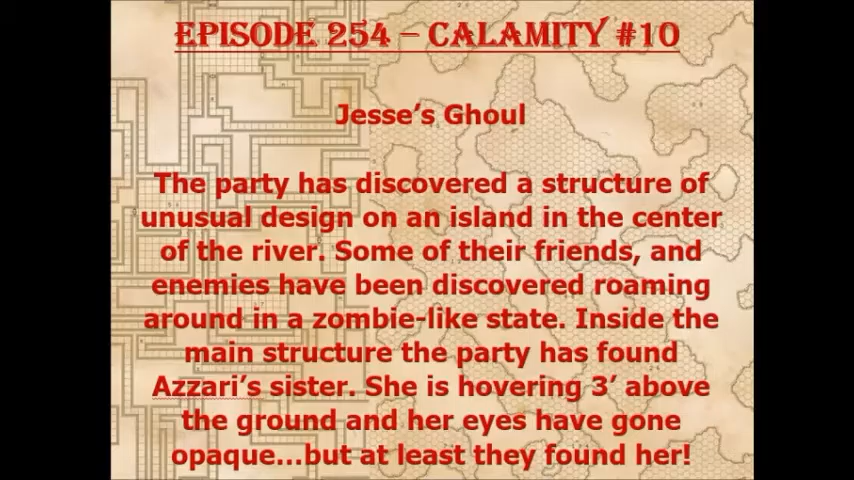 EPISODE 254 – CALAMITY #10
Jesse’s Ghoul
The party has discovered a structure of
unusual design on an island in the center
of the river. Some of their friends, and
enemies have been discovered roaming
around in a zombie-like state. Inside the
main structure the party has found
Azzari’s sister. She is hovering 3’ above
the ground and her eyes have gone
opaque...but at least they found her!